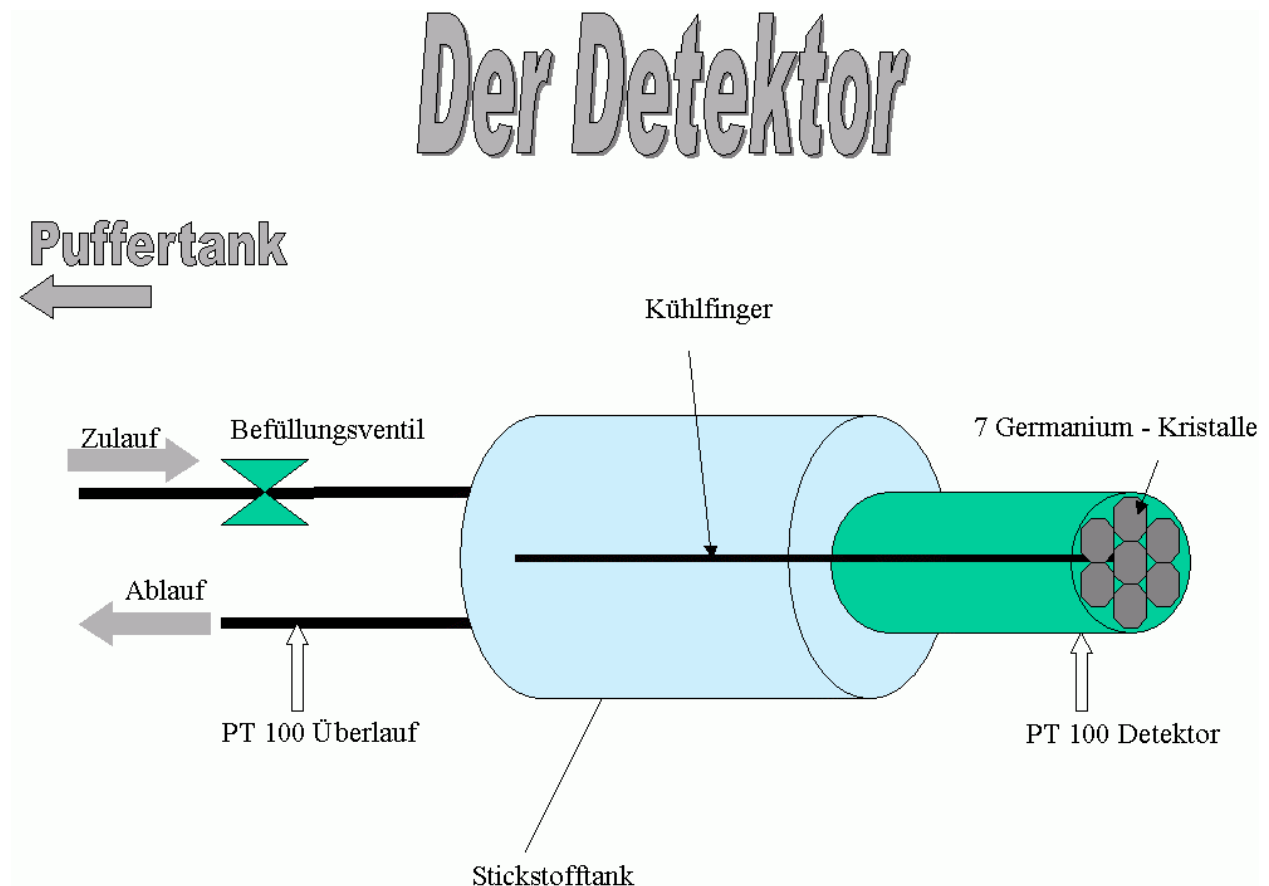 Der Detektor
Puffertank
Kühlfinger
Zulauf
Befüllungsventil
7 Germanium - Kristalle
Ablauf
PT 100 Überlauf
PT 100 Detektor
Stickstofftank